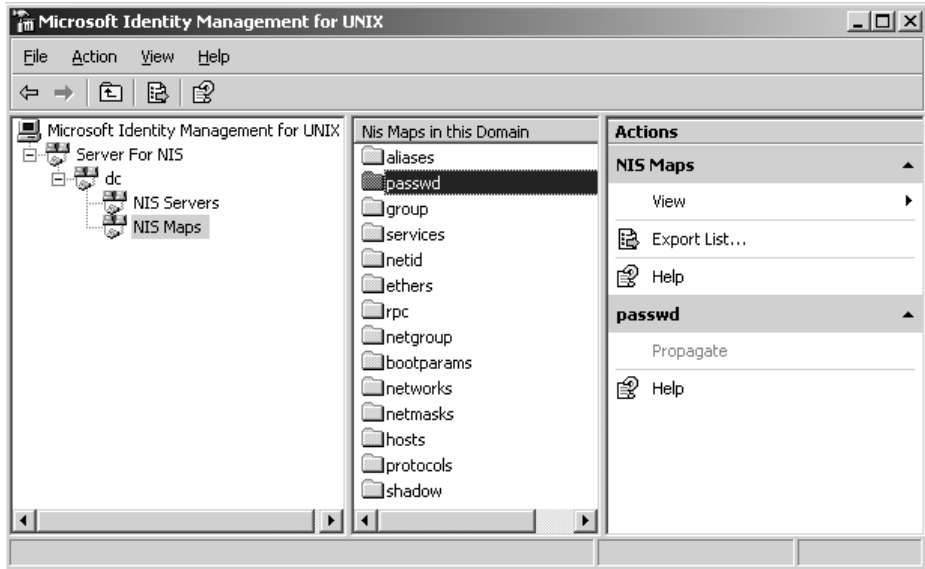 Microsoft Identity Management for UNIX
File Action View Help
Microsoft Identity Management for UNIX
Server For NIS
dc
NIS Servers
NIS Maps
Nis Maps in this Domain
aliases
passwd
group
services
netid
ethers
rpc
netgroup
bootparams
networks
netmasks
hosts
protocols
shadow
Actions
NIS Maps
View
Export List...
Help
passwd
Propagate
Help